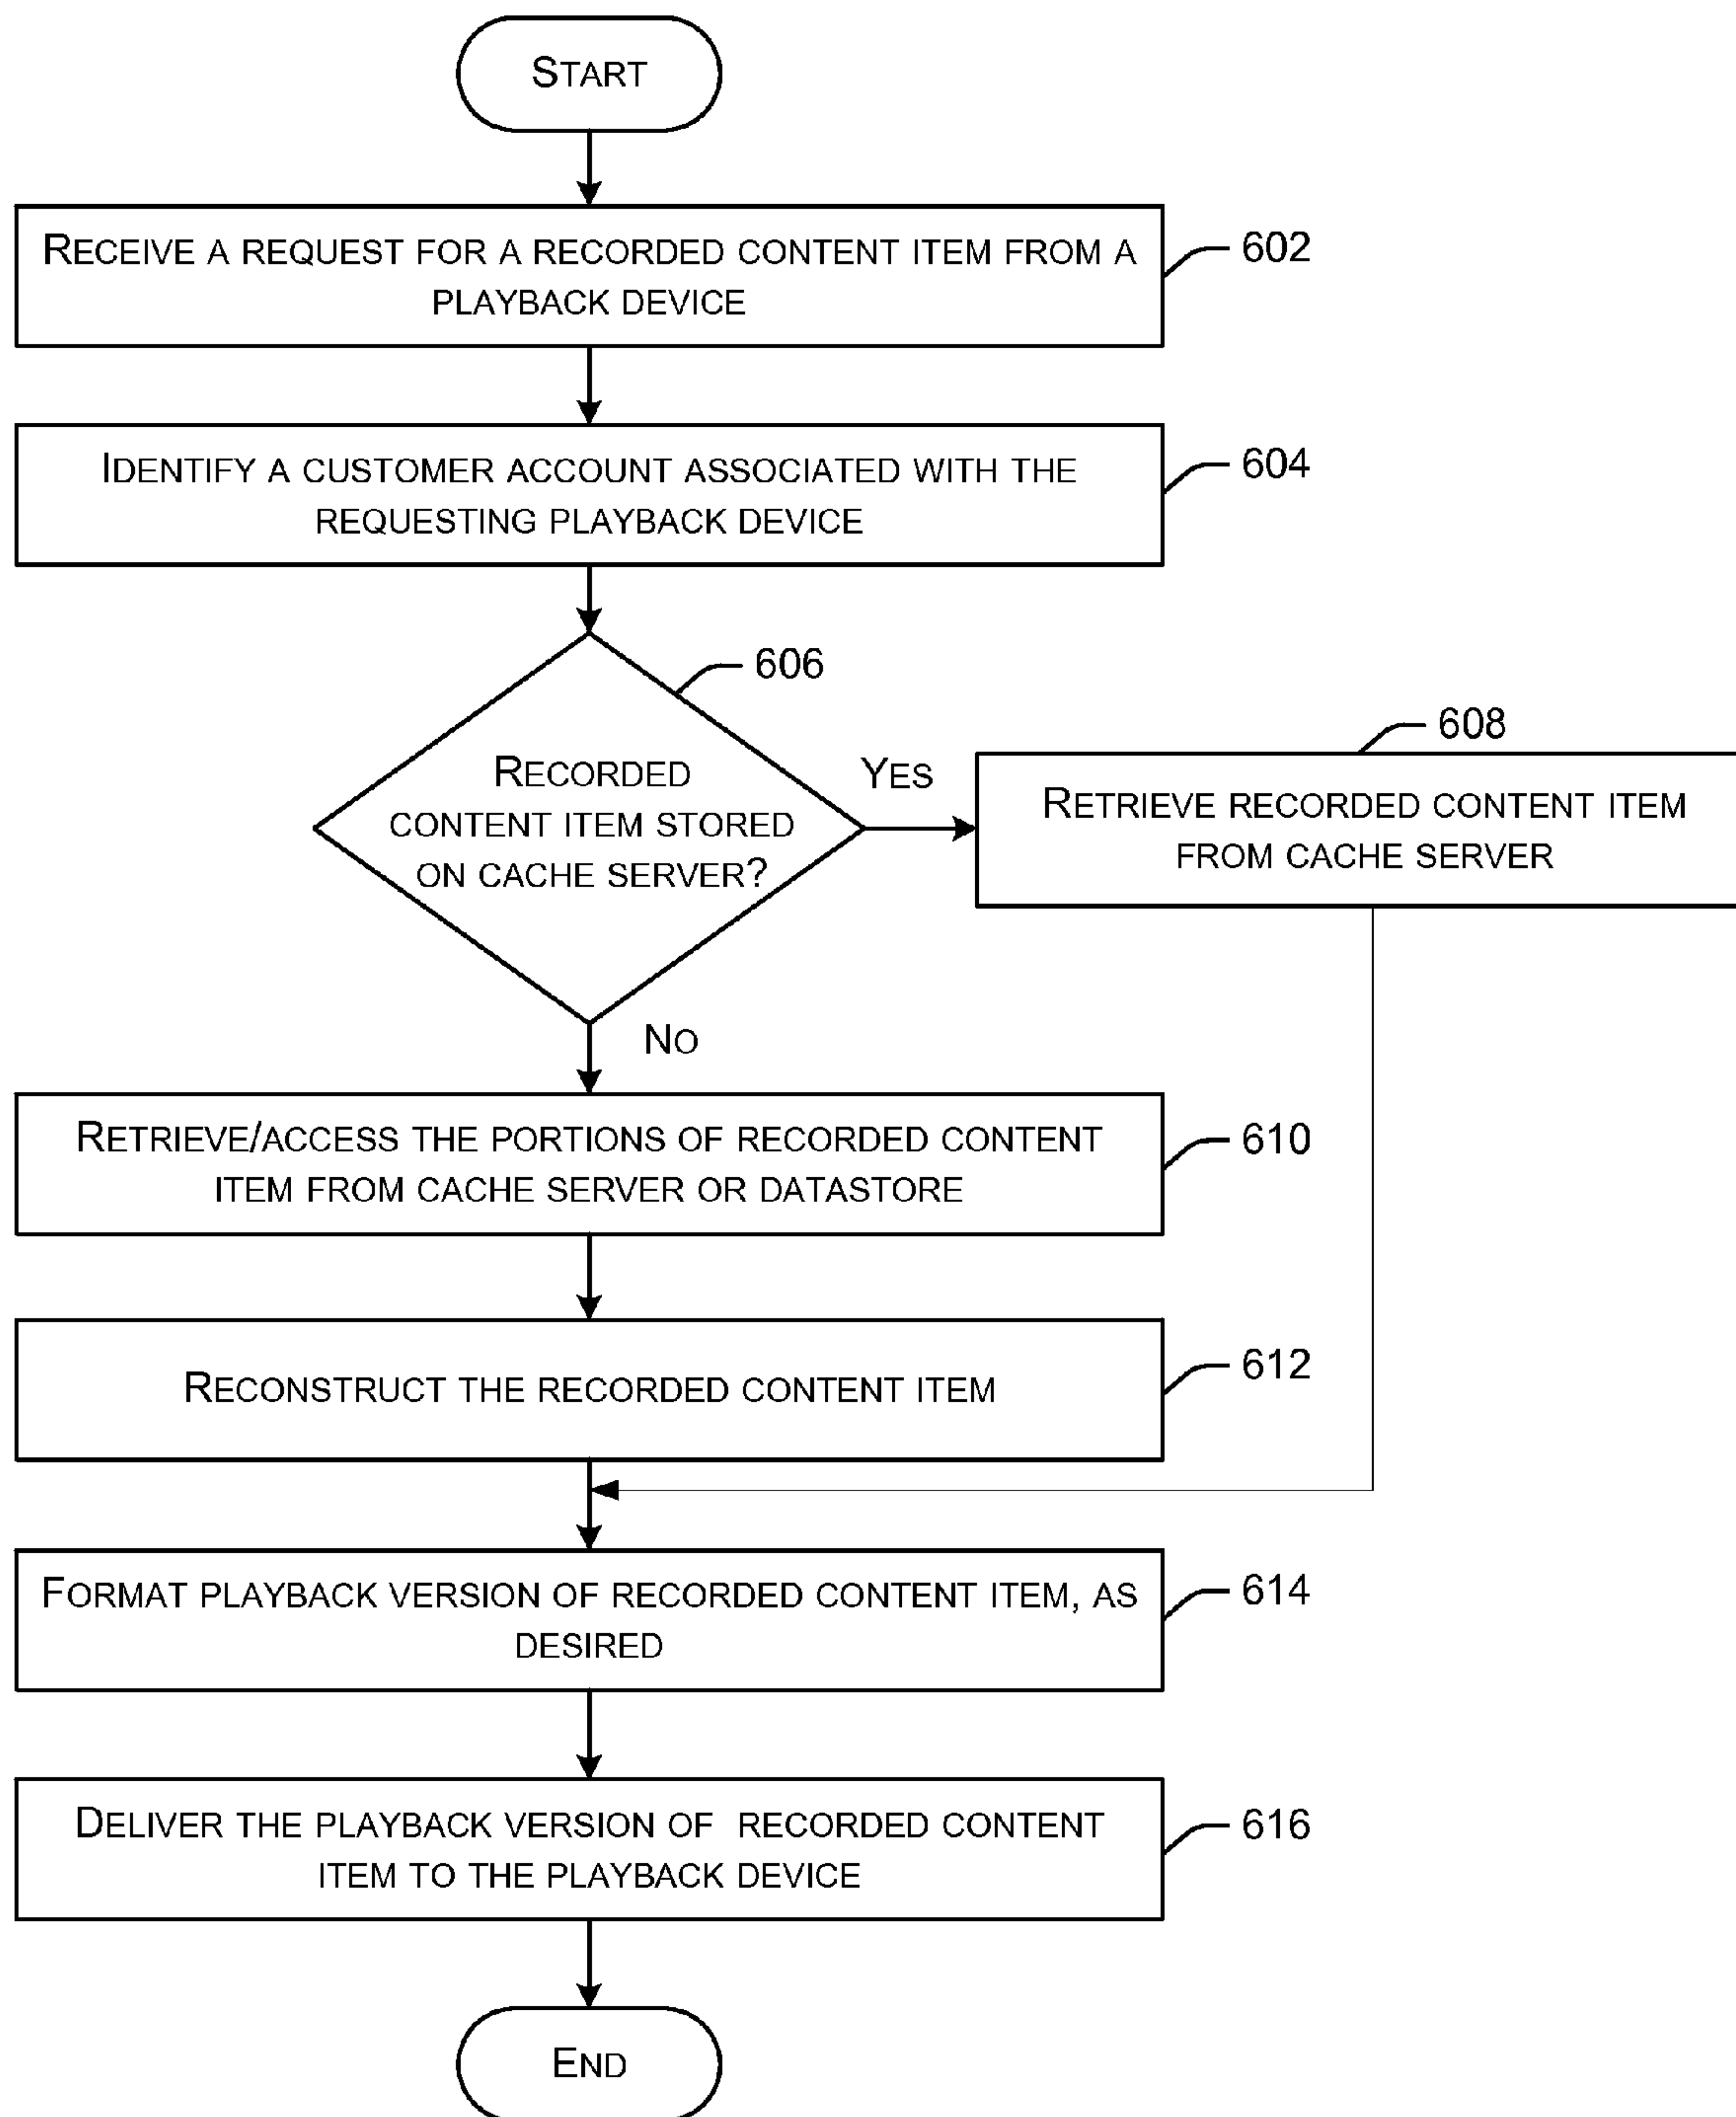 START
RECEIVE A REQUEST FOR A RECORDED CONTENT ITEM FROM A
PLAYBACK DEVICE
602
IDENTIFY A CUSTOMER ACCOUNT ASSOCIATED WITH THE
REQUESTING PLAYBACK DEVICE
604
606
RECORDED
CONTENT ITEM STORED
ON CACHE SERVER?
YES
608
RETRIEVE RECORDED CONTENT ITEM
FROM CACHE SERVER
NO
RETRIEVE/ACCESS THE PORTIONS OF RECORDED CONTENT
ITEM FROM CACHE SERVER OR DATASTORE
610
RECONSTRUCT THE RECORDED CONTENT ITEM
612
FORMAT PLAYBACK VERSION OF RECORDED CONTENT ITEM, AS
DESIRED
614
DELIVER THE PLAYBACK VERSION OF RECORDED CONTENT
ITEM TO THE PLAYBACK DEVICE
616
END